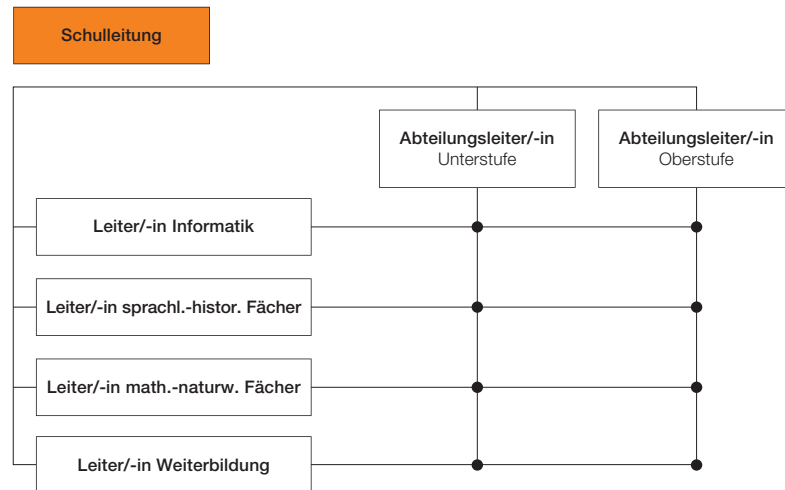 Schulleitung
Abteilungsleiter/-in
Unterstufe
Abteilungsleiter/-in
Oberstufe
Leiter/-in Informatik
Leiter/-in sprachl.-histor. Fächer
Leiter/-in math.-naturw. Fächer
Leiter/-in Weiterbildung